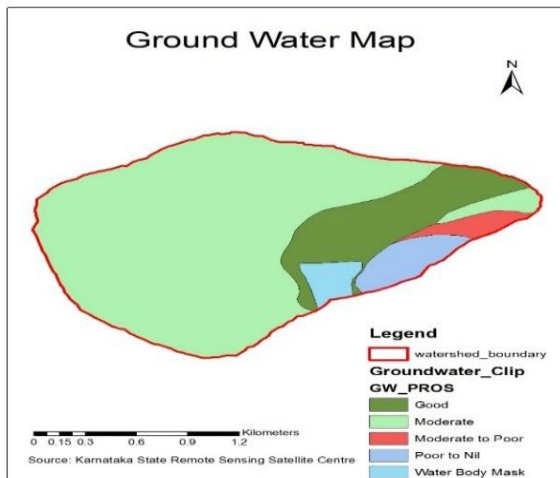 Ground Water Map
N
Legend
watershed_boundary
Groundwater_Clip
GW_PROS
Good
Moderate
Moderate to Poor
Poor to Nil
Water Body Mask
Kilometers
0 0.15 0.3 0.6 0.9 1.2
Source: Karnataka State Remote Sensing Satellite Centre